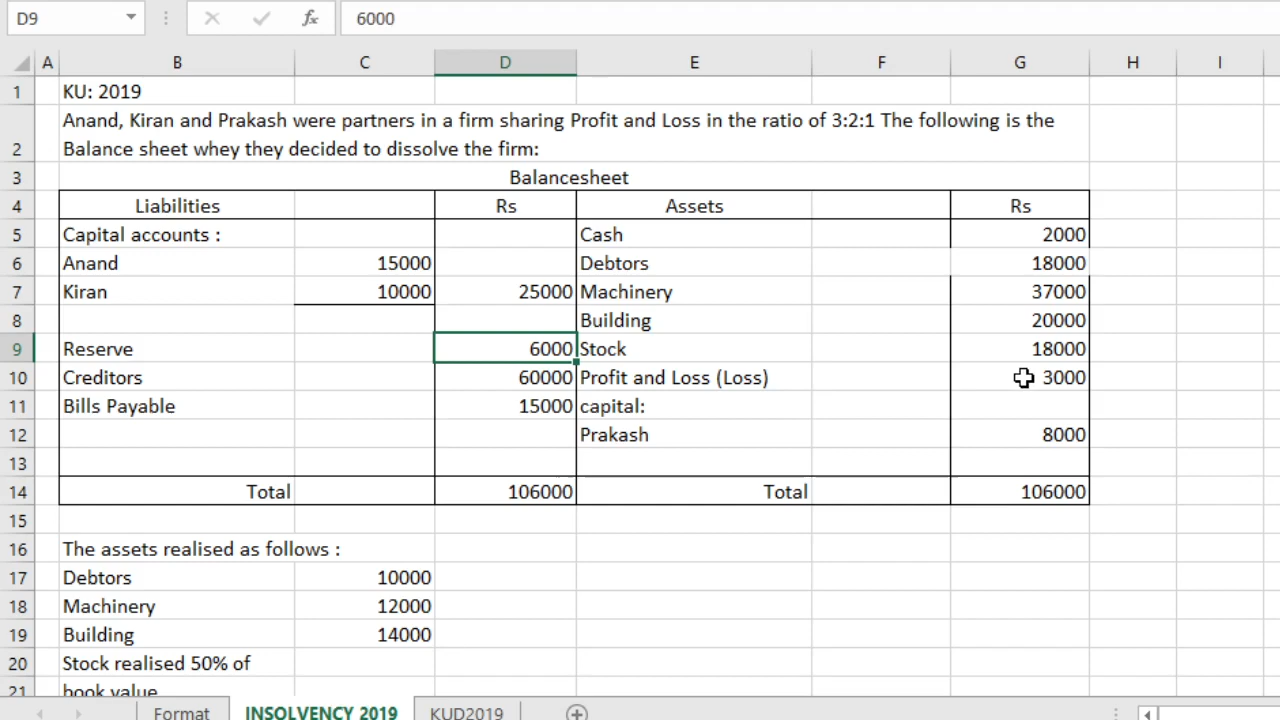 D9 fx 6000
A B C D E F G H I
1 KU: 2019
Anand, Kiran and Prakash were partners in a firm sharing Profit and Loss in the ratio of 3:2:1 The following is the
2 Balance sheet whey they decided to dissolve the firm:
3 Balancesheet
4 Liabilities Rs Assets Rs
5 Capital accounts : Cash 2000
6 Anand 15000 Debtors 18000
7 Kiran 10000 25000 Machinery 37000
8 Building 20000
9 Reserve 6000 Stock 18000
10 Creditors 60000 Profit and Loss (Loss) 3000
11 Bills Payable 15000 capital:
12 Prakash 8000
13
14 Total 106000 Total 106000
15
16 The assets realised as follows :
17 Debtors 10000
18 Machinery 12000
19 Building 14000
20 Stock realised 50% of
21 book value
Format INSOLVENCY 2019 KUD2019